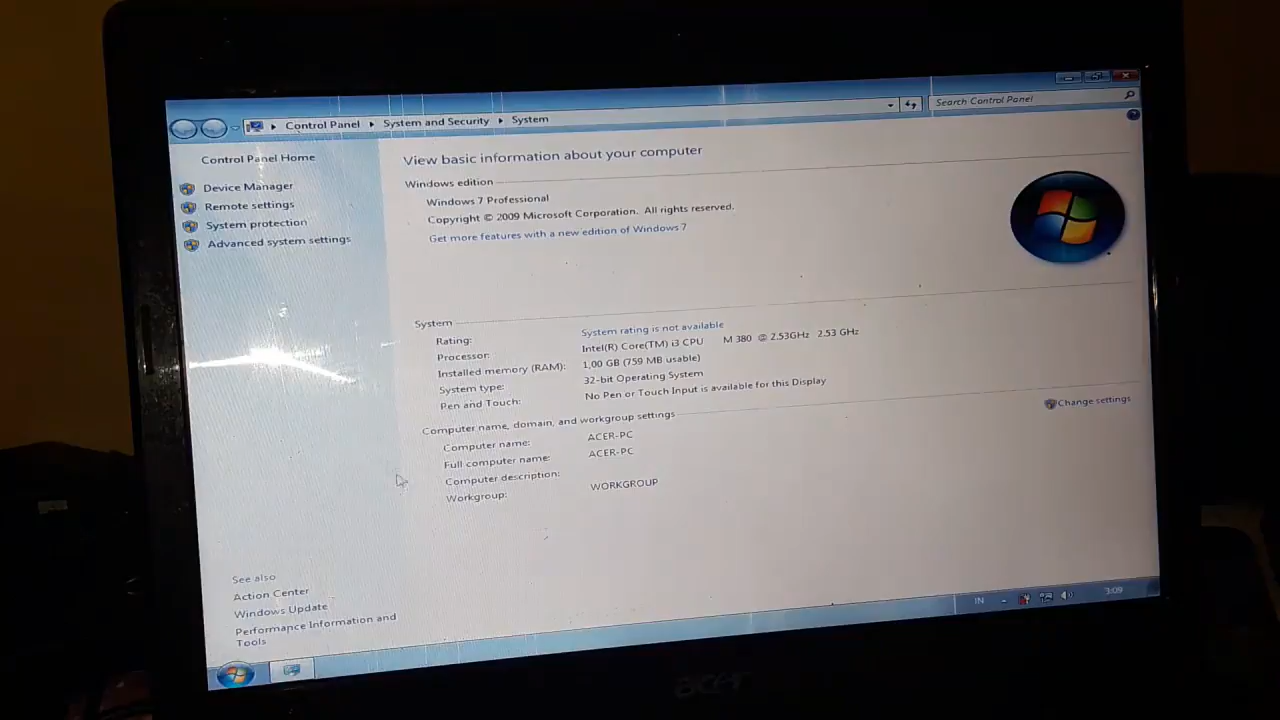 Control Panel ▸ System and Security ▸ System
Search Control Panel
Control Panel Home
Device Manager
Remote settings
System protection
Advanced system settings
View basic information about your computer
Windows edition
Windows 7 Professional
Copyright © 2009 Microsoft Corporation. All rights reserved.
Get more features with a new edition of Windows 7
System
Rating: System rating is not available
Processor: Intel(R) Core(TM) i3 CPU M 380 @ 2.53GHz 2.53 GHz
Installed memory (RAM): 1,00 GB (759 MB usable)
System type: 32-bit Operating System
Pen and Touch: No Pen or Touch Input is available for this Display
Computer name, domain, and workgroup settings
Computer name: ACER-PC
Full computer name: ACER-PC
Computer description:
Workgroup: WORKGROUP
Change settings
See also
Action Center
Windows Update
Performance Information and
Tools
IN
3:09
acer